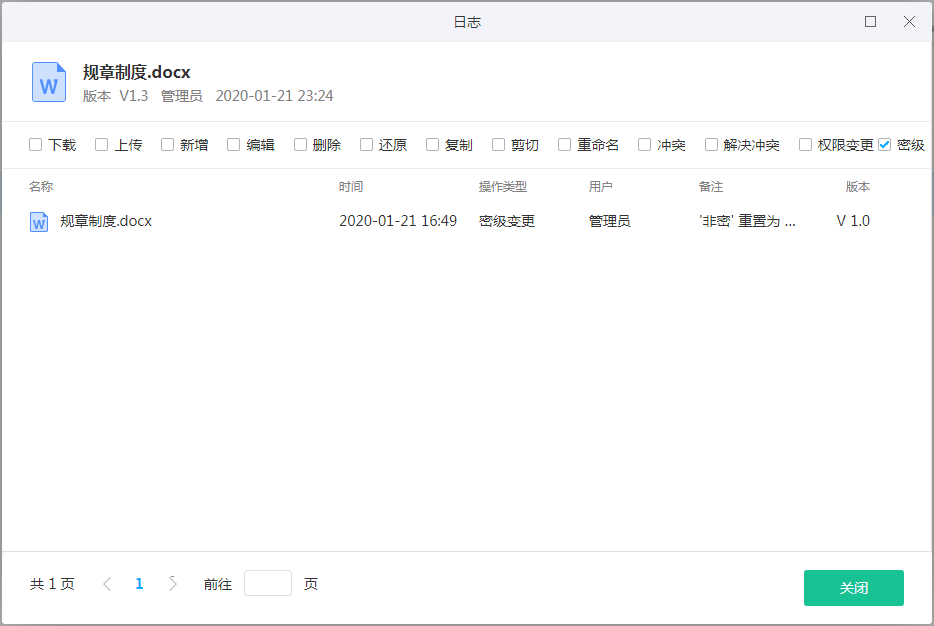 日志
W
规章制度.docx
版本 V1.3 管理员 2020-01-21 23:24
下载 上传 新增 编辑 删除 还原 复制 剪切 重命名 冲突 解决冲突 权限变更 密级
名称 时间 操作类型 用户 备注 版本
W 规章制度.docx 2020-01-21 16:49 密级变更 管理员 '非密' 重置为 ... V 1.0
共 1 页 1 前往 页
关闭